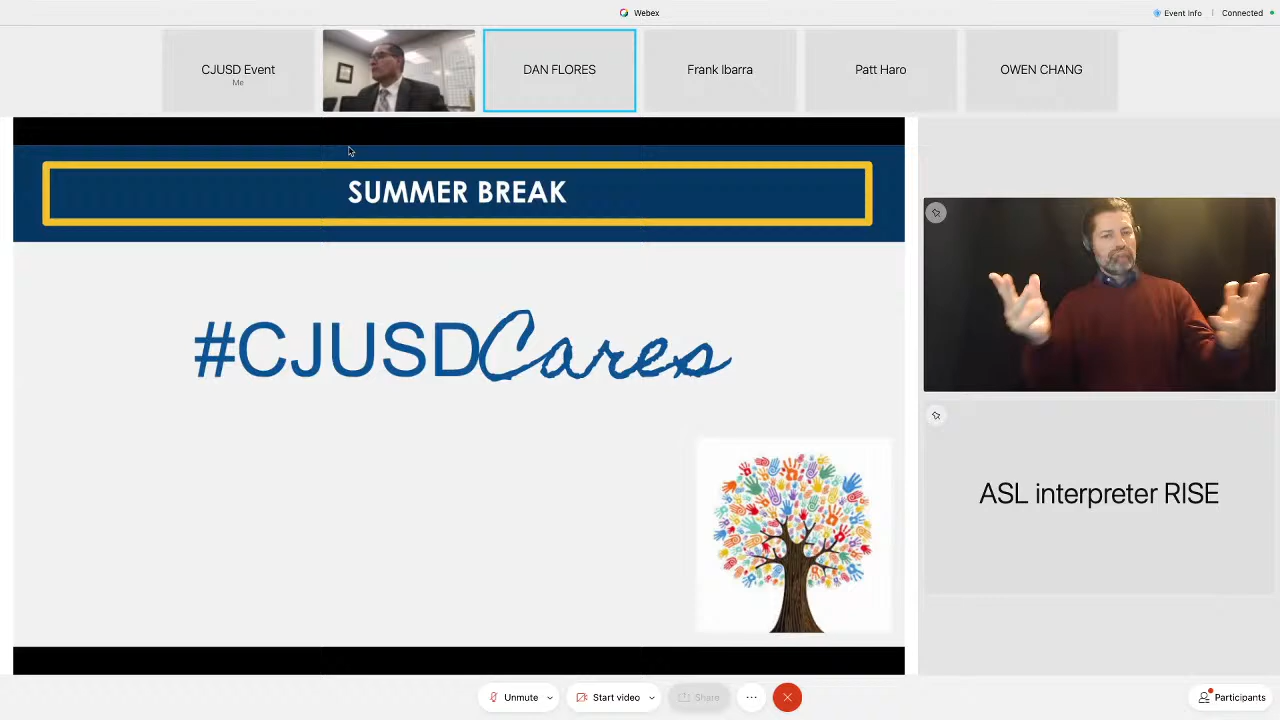 Webex
Event Info
Connected
CJUSD Event
Me
DAN FLORES
Frank Ibarra
Patt Haro
OWEN CHANG
SUMMER BREAK
#CJUSDCares
ASL interpreter RISE
Unmute
Start video
Share
Participants